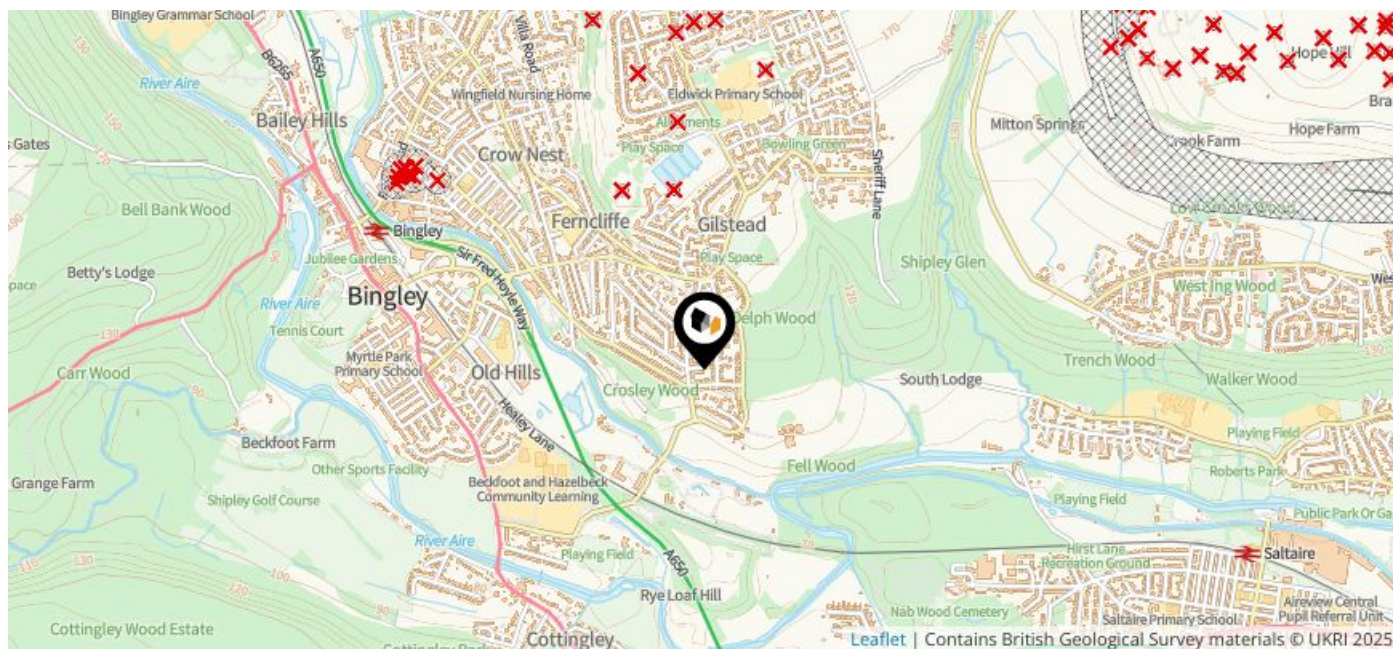 Bingley Grammar School
B6265
A650
Villa Road
170
130
River Aire
Wingfield Nursing Home
Eldwick Primary School
Hope Hill
Bra
Bailey Hills
Mitton Springs
Hope Farm
Allotments
Gates
Crow Nest
Play Space
Bowling Green
Crook Farm
Sheriff Lane
Bell Bank Wood
Ferncliffe
Gilstead
Bingley
Jubilee Gardens
Sir Fred Hoyle Way
Play Space
Shipley Glen
Betty's Lodge
pace
West Ing Wood
Wes
River Aire
Bingley
Tennis Court
Delph Wood
Myrtle Park
Primary School
Trench Wood
Carr Wood
Old Hills
Crosley Wood
South Lodge
Walker Wood
Healey Lane
Beckfoot Farm
Playing Field
Other Sports Facility
Fell Wood
Roberts Park
Grange Farm
Beckfoot and Hazelbeck
Community Learning
Shipley Golf Course
Playing Field
Public Park Or Ga
River Aire
Playing Field
A650
Hirst Lane
Recreation Ground
Saltaire
Rye Loaf Hill
Nab Wood Cemetery
Saltaire Primary School
Aireview Central
Pupil Referral Unit
Cottingley Wood Estate
Cottingley
Leaflet | Contains British Geological Survey materials © UKRI 2025